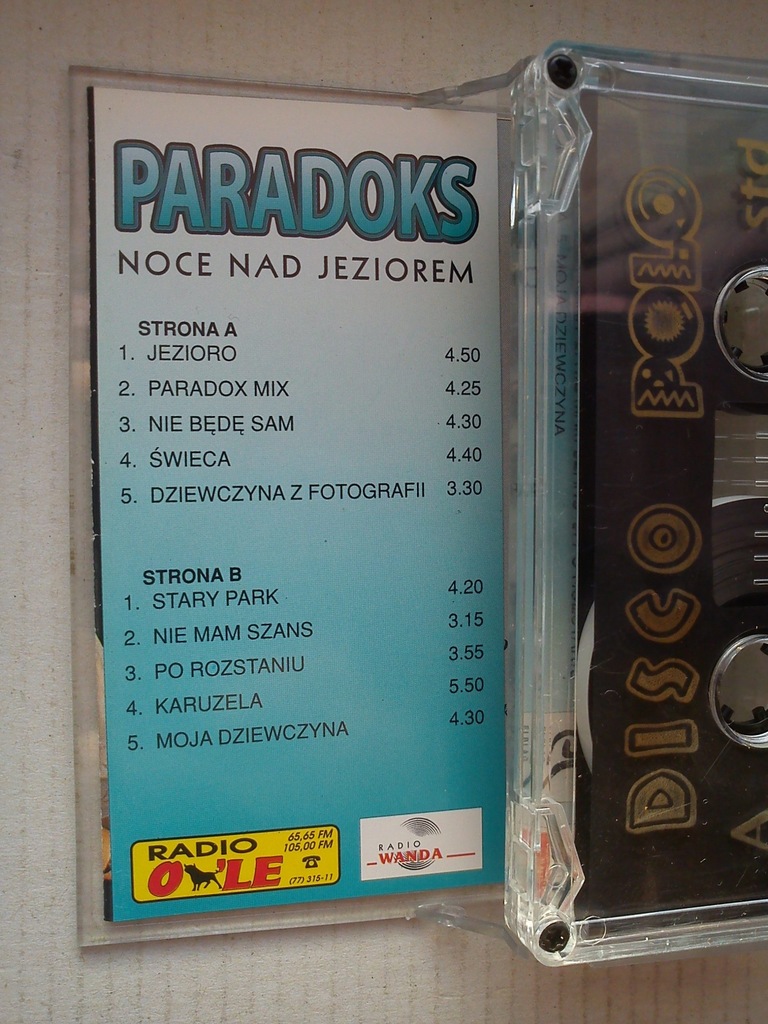 PARADOKS
NOCE NAD JEZIOREM
STRONA A
1. JEZIORO 4.50
2. PARADOX MIX 4.25
3. NIE BĘDĘ SAM 4.30
4. ŚWIECA 4.40
5. DZIEWCZYNA Z FOTOGRAFII 3.30
STRONA B
1. STARY PARK 4.20
2. NIE MAM SZANS 3.15
3. PO ROZSTANIU 3.55
4. KARUZELA 5.50
5. MOJA DZIEWCZYNA 4.30
RADIO
O'LE
65,65 FM
105,00 FM
(77) 315-11
RADIO
WANDA
MOJA DZIEWCZYNA
DISCO POLO
std
A